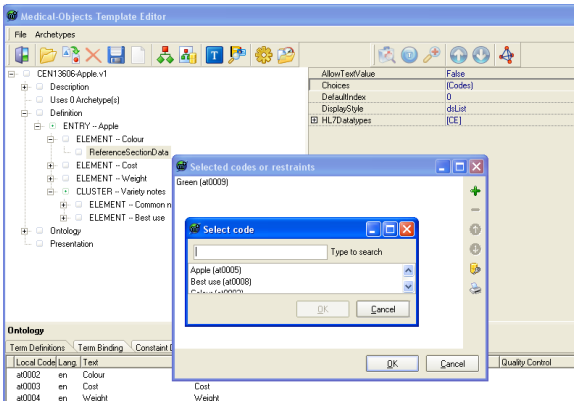 Medical-Objects Template Editor
File Archetypes
CEN13606-Apple.v1
Description
Uses 0 Archetype(s)
Definition
ENTRY -- Apple
ELEMENT -- Colour
ReferenceSectionData
ELEMENT -- Cost
ELEMENT -- Weight
CLUSTER -- Variety notes
ELEMENT -- Common n
ELEMENT -- Best use
Ontology
Presentation
AllowTextValue False
Choices (Codes)
DefaultIndex 0
DisplayStyle dsList
HL7Datatypes [CE]
Selected codes or restraints
Green (at0009)
Select code
Type to search
Apple (at0005)
Best use (at0008)
OK Cancel
OK Cancel
Ontology
Term Definitions Term Binding Constaint
Local Code Lang. Text Quality Control
at0002 en Colour
at0003 en Cost Cost
at0004 en Weight Weight